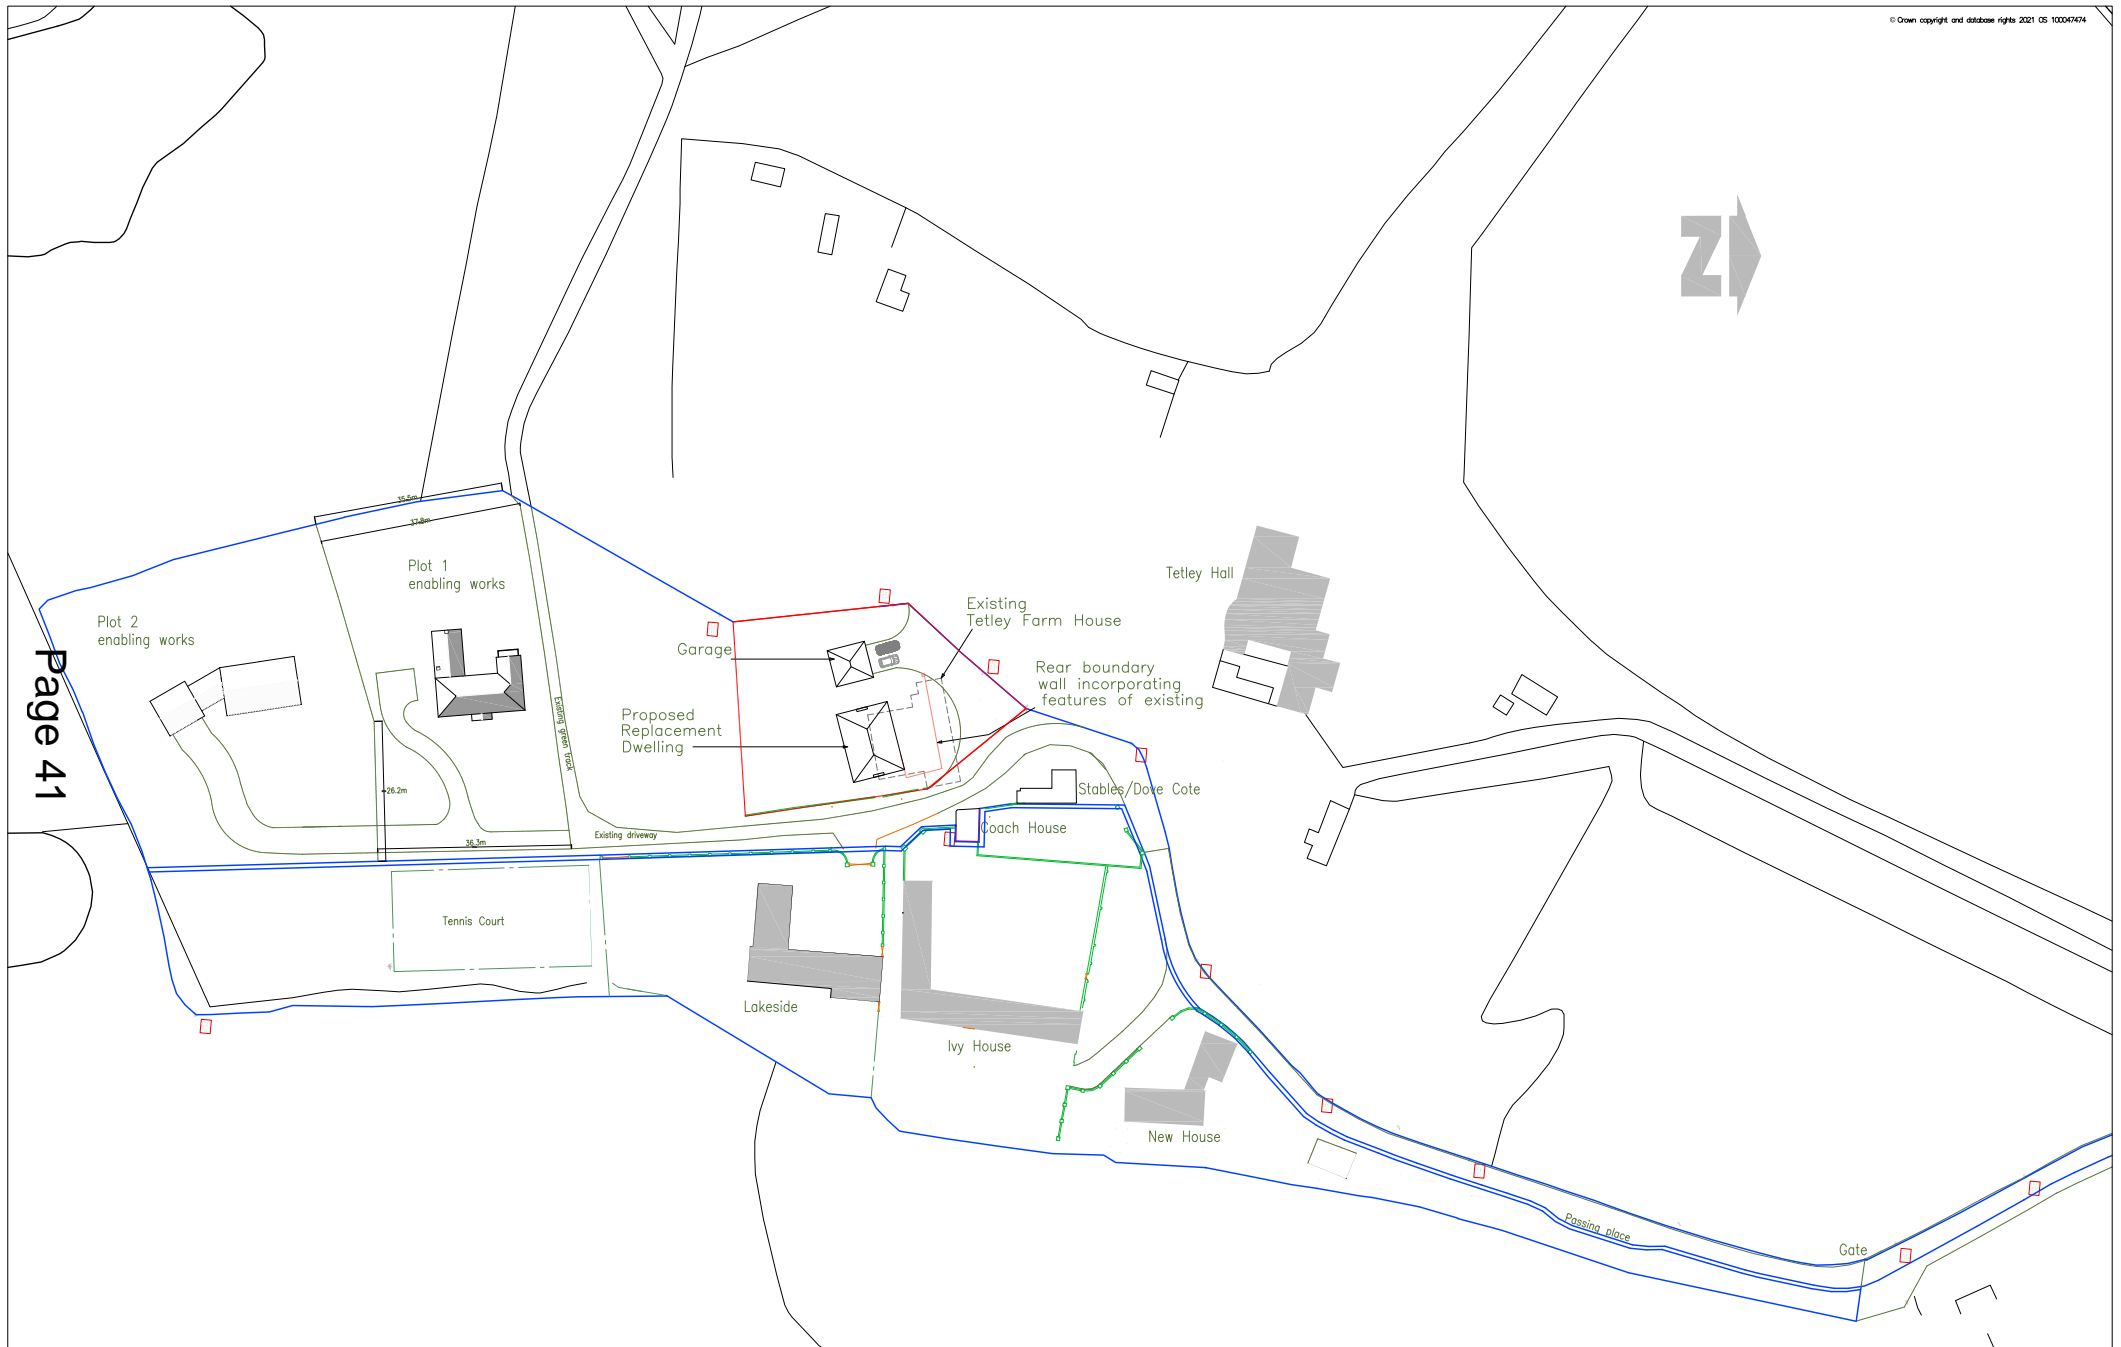 © Crown copyright and database rights 2021 OS 100047474
N
35.5m
37.8m
Plot 1
enabling works
Plot 2
enabling works
Page 41
Existing green track
26.2m
36.3m
Existing driveway
Garage
Existing
Tetley Farm House
Rear boundary
wall incorporating
features of existing
Proposed
Replacement
Dwelling
Tetley Hall
Stables/Dove Cote
Coach House
Tennis Court
Lakeside
Ivy House
New House
Passing place
Gate